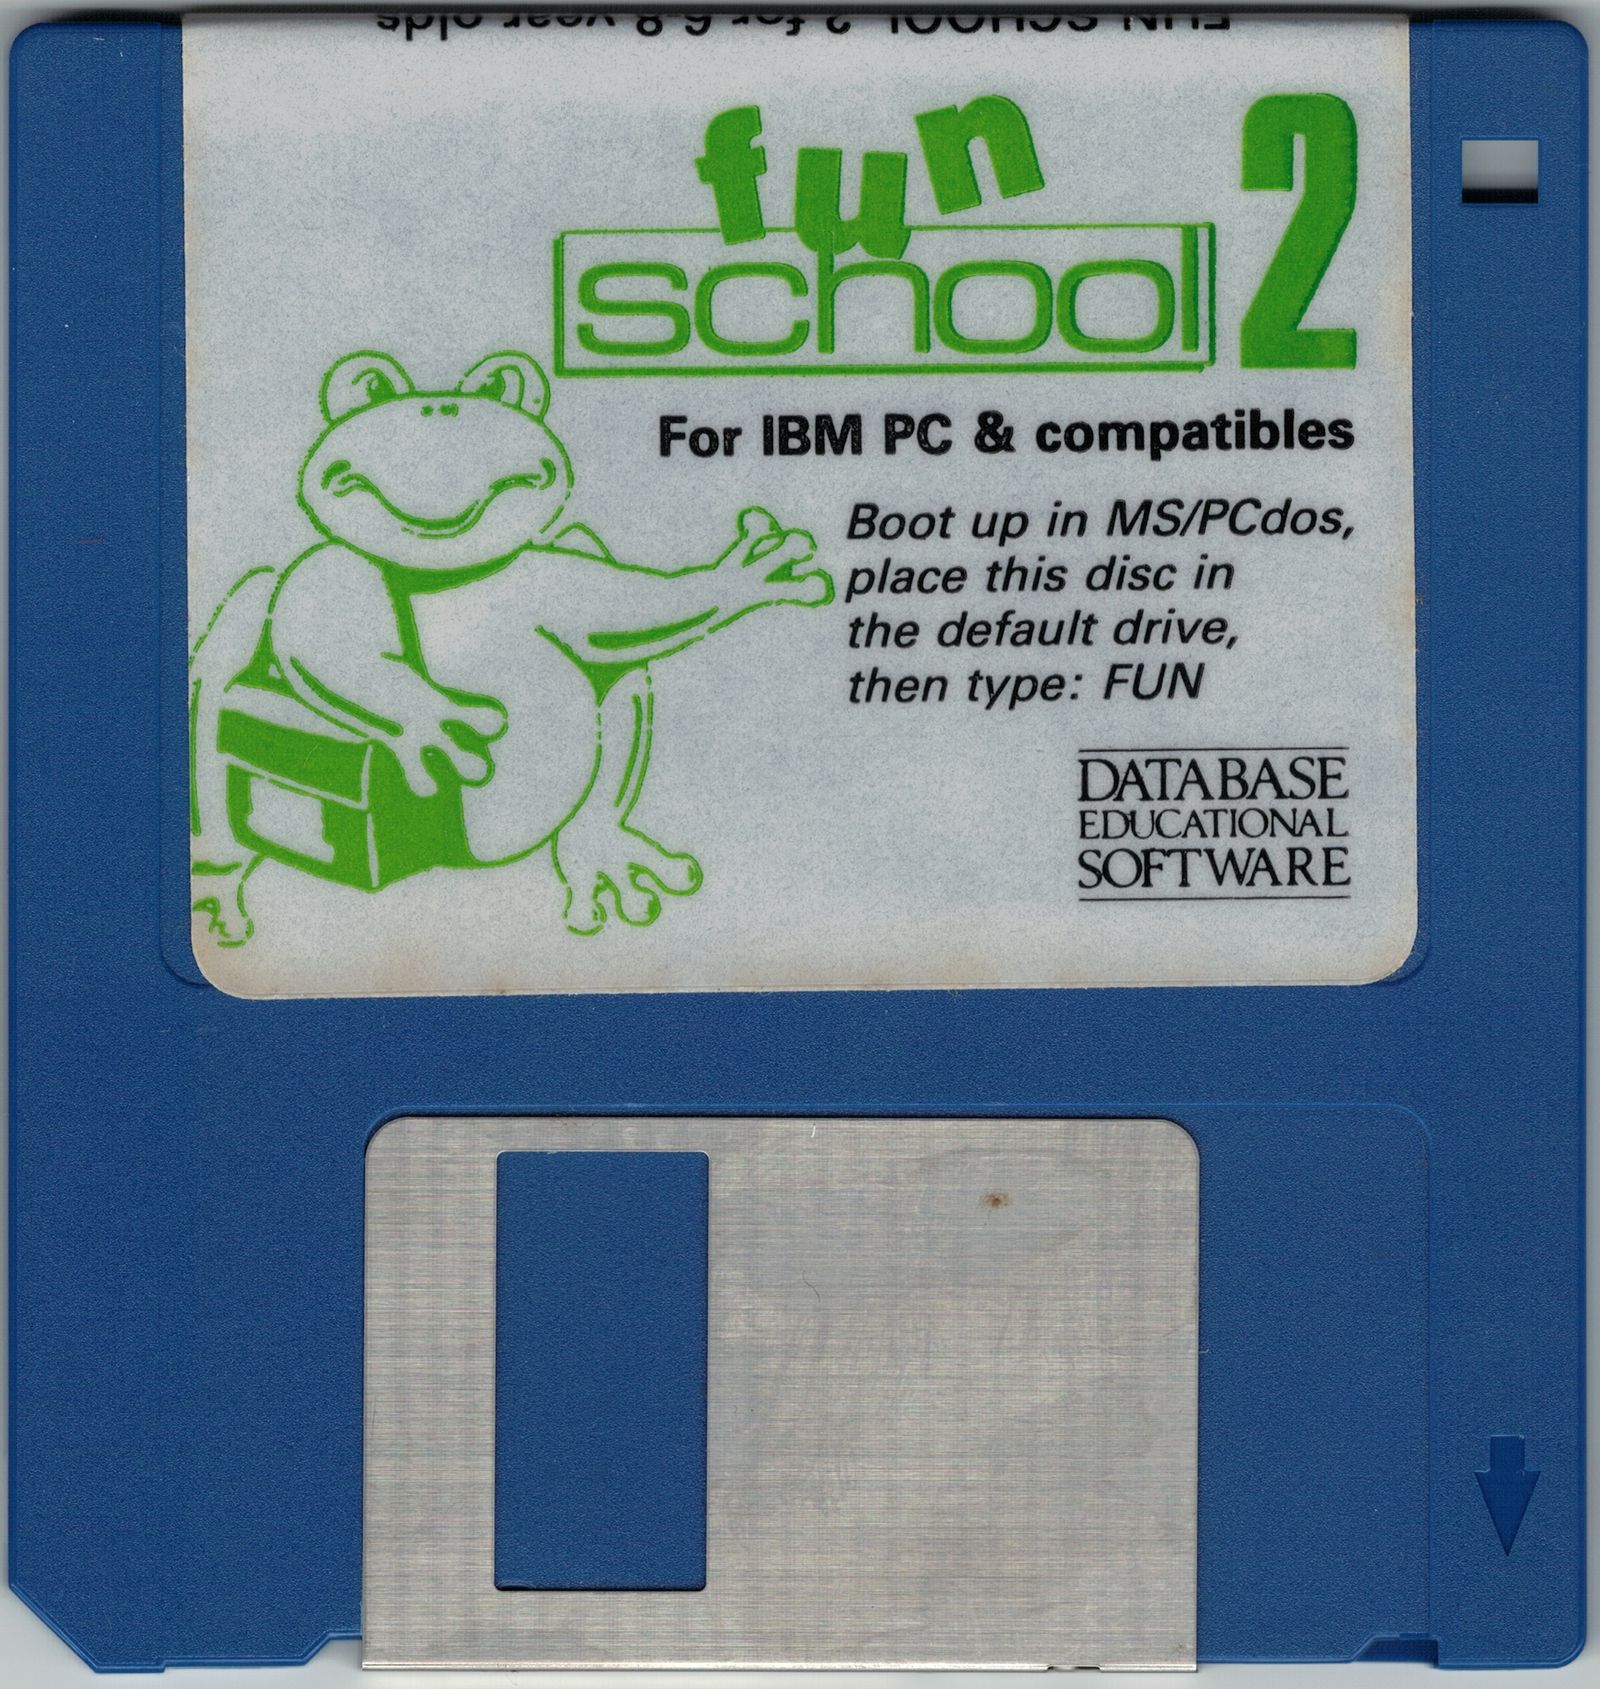 FUN SCHOOL 2 for 6-8 year olds
fun
school 2
For IBM PC & compatibles
Boot up in MS/PCdos,
place this disc in
the default drive,
then type: FUN
DATABASE
EDUCATIONAL
SOFTWARE